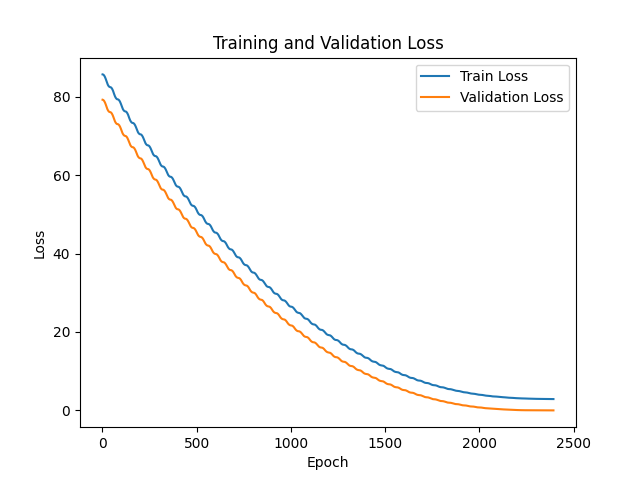 Training and Validation Loss
Train Loss
Validation Loss
80
60
40
20
0
Loss
0 500 1000 1500 2000 2500
Epoch